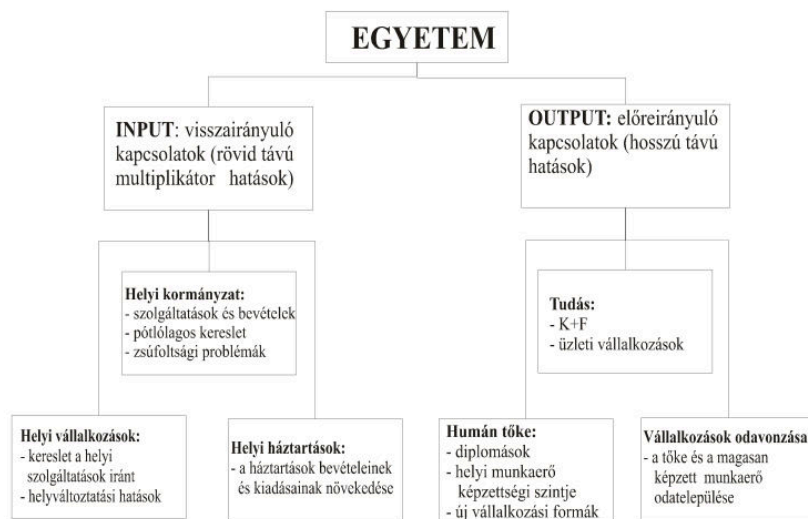 EGYETEM
INPUT: visszairányuló
kapcsolatok (rövid távú
multiplikátor hatások)
OUTPUT: előreirányuló
kapcsolatok (hosszú távú
hatások)
Helyi kormányzat:
- szolgáltatások és bevételek
- pótlólagos kereslet
- zsúfoltsági problémák
Tudás:
- K+F
- üzleti vállalkozások
Helyi vállalkozások:
- kereslet a helyi
szolgáltatások iránt
- helyváltoztatási hatások
Helyi háztartások:
- a háztartások bevételeinek
és kiadásainak növekedése
Humán tőke:
- diplomások
- helyi munkaerő
képzettségi szintje
- új vállalkozási formák
Vállalkozások odavonzása
- a tőke és a magasan
képzett munkaerő
odatelepülése